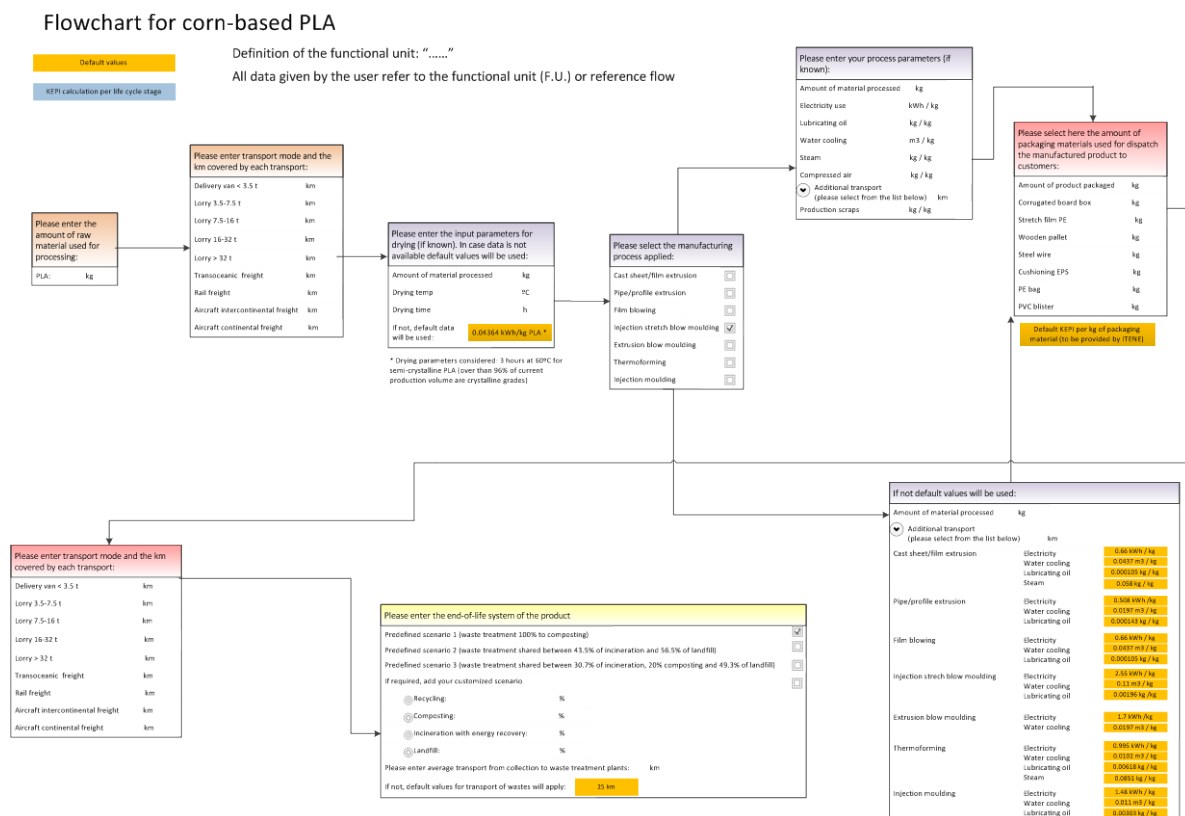 Flowchart for corn-based PLA
Default values
KEPI calculation per life cycle stage
Definition of the functional unit: “......”
All data given by the user refer to the functional unit (F.U.) or reference flow
Please enter the
amount of raw
material used for
processing:
PLA: kg
Please enter transport mode and the
km covered by each transport:
Delivery van < 3.5 t km
Lorry 3.5-7.5 t km
Lorry 7.5-16 t km
Lorry 16-32 t km
Lorry > 32 t km
Transoceanic freight km
Rail freight km
Aircraft intercontinental freight km
Aircraft continental freight km
Please enter the input parameters for
drying (if known). In case data is not
available default values will be used:
Amount of material processed kg
Drying temp ºC
Drying time h
If not, default data
will be used:
0.04364 kWh/kg PLA *
* Drying parameters considered: 3 hours at 60ºC for
semi-crystalline PLA (over than 96% of current
production volume are crystalline grades)
Please select the manufacturing
process applied:
Cast sheet/film extrusion
Pipe/profile extrusion
Film blowing
Injection stretch blow moulding
Extrusion blow moulding
Thermoforming
Injection moulding
Please enter your process parameters (if
known):
Amount of material processed kg
Electricity use kWh / kg
Lubricating oil kg / kg
Water cooling m3 / kg
Steam kg / kg
Compressed air kg / kg
Additional transport
(please select from the list below) km
Production scraps kg / kg
Please select here the amount of
packaging materials used for dispatch
the manufactured product to
customers:
Amount of product packaged kg
Corrugated board box kg
Stretch film PE kg
Wooden pallet kg
Steel wire kg
Cushioning EPS kg
PE bag kg
PVC blister kg
Default KEPI per kg of packaging
material (to be provided by ITENE)
Please enter transport mode and the km
covered by each transport:
Delivery van < 3.5 t km
Lorry 3.5-7.5 t km
Lorry 7.5-16 t km
Lorry 16-32 t km
Lorry > 32 t km
Transoceanic freight km
Rail freight km
Aircraft intercontinental freight km
Aircraft continental freight km
Please enter the end-of-life system of the product
Predefined scenario 1 (waste treatment 100% to composting)
Predefined scenario 2 (waste treatment shared between 43.5% of incineration and 56.5% of landfill)
Predefined scenario 3 (waste treatment shared between 30.7% of incineration, 20% composting and 49.3% of landfill)
If required, add your customized scenario
Recycling: %
Composting: %
Incineration with energy recovery: %
Landfill: %
Please enter average transport from collection to waste treatment plants: km
If not, default values for transport of wastes will apply: 25 km
If not default values will be used:
Amount of material processed kg
Additional transport
(please select from the list below) km
Cast sheet/film extrusion Electricity 0.66 kWh / kg
Water cooling 0.0437 m3 / kg
Lubricating oil 0.000105 kg / kg
Steam 0.058 kg / kg
Pipe/profile extrusion Electricity 0.508 kWh /kg
Water cooling 0.0197 m3 / kg
Lubricating oil 0.000143 kg / kg
Film blowing Electricity 0.66 kWh / kg
Water cooling 0.0437 m3 / kg
Lubricating oil 0.000105 kg / kg
Injection strech blow moulding Electricity 2.55 kWh / kg
Water cooling 0.11 m3 / kg
Lubricating oil 0.00196 kg / kg
Extrusion blow moulding Electricity 1.7 kWh /kg
Water cooling 0.0197 m3 / kg
Thermoforming Electricity 0.995 kWh / kg
Water cooling 0.0102 m3 / kg
Lubricating oil 0.00618 kg / kg
Steam 0.0851 kg / kg
Injection moulding Electricity 1.48 kWh / kg
Water cooling 0.011 m3 / kg
Lubricating oil 0.00303 kg / kg